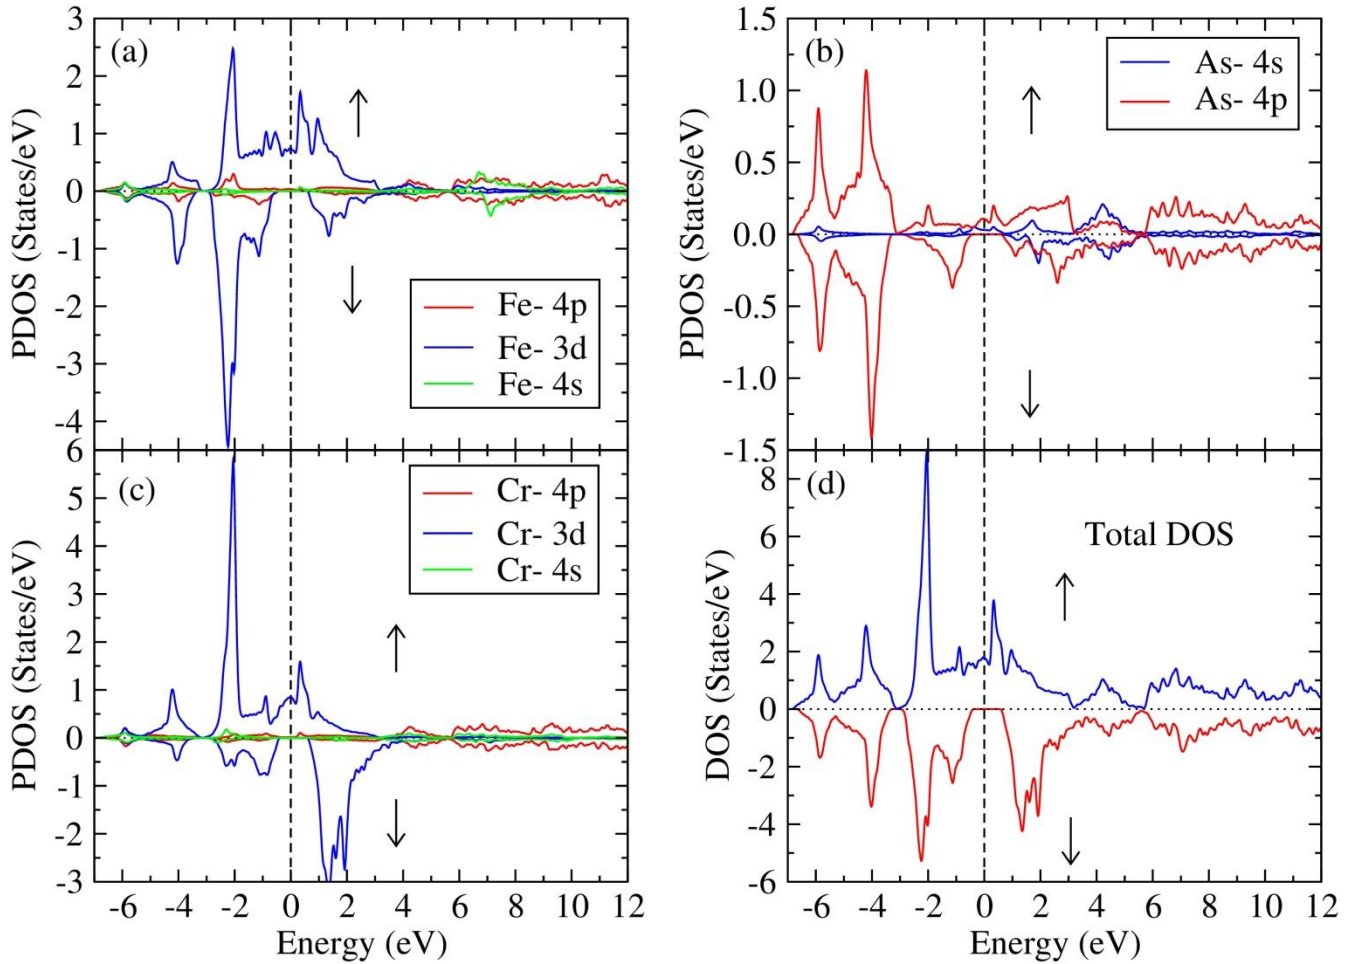 (a)
PDOS (States/eV)
3
2
1
0
-1
-2
-3
-4
Fe- 4p
Fe- 3d
Fe- 4s
(b)
PDOS (States/eV)
1.5
1.0
0.5
0.0
-0.5
-1.0
-1.5
As- 4s
As- 4p
(c)
PDOS (States/eV)
6
5
4
3
2
1
0
-1
-2
-3
Cr- 4p
Cr- 3d
Cr- 4s
-6 -4 -2 0 2 4 6 8 10 12
Energy (eV)
(d)
DOS (States/eV)
8
6
4
2
0
-2
-4
-6
Total DOS
-6 -4 -2 0 2 4 6 8 10 12
Energy (eV)